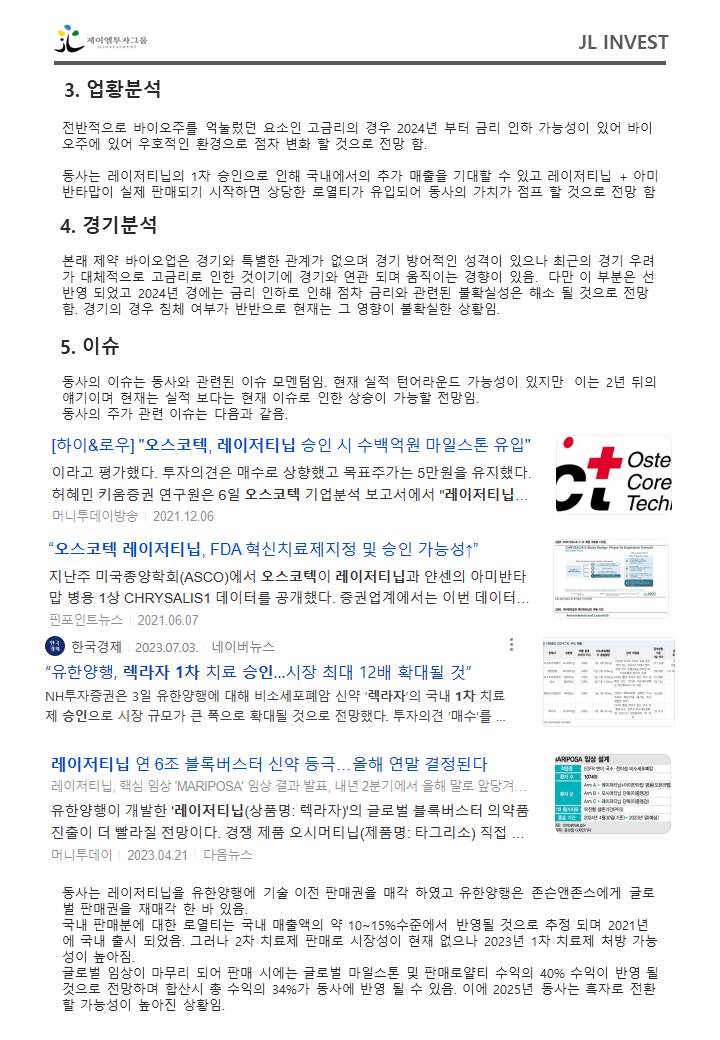 제이엘투자그룹
JLINVESTMENT
JL INVEST
3. 업황분석
전반적으로 바이오주를 억눌렀던 요소인 고금리의 경우 2024년 부터 금리 인하 가능성이 있어 바이
오주에 있어 우호적인 환경으로 점자 변화 할 것으로 전망 함.
동사는 레이저티닙의 1차 승인으로 인해 국내에서의 추가 매출을 기대할 수 있고 레이저티닙 + 아미
반타맙이 실제 판매되기 시작하면 상당한 로열티가 유입되어 동사의 가치가 점프 할 것으로 전망 함
4. 경기분석
본래 제약 바이오업은 경기와 특별한 관계가 없으며 경기 방어적인 성격이 있으나 최근의 경기 우려
가 대체적으로 고금리로 인한 것이기에 경기와 연관 되며 움직이는 경향이 있음. 다만 이 부분은 선
반영 되었고 2024년 경에는 금리 인하로 인해 점차 금리와 관련된 불확실성은 해소 될 것으로 전망
함. 경기의 경우 침체 여부가 반반으로 현재는 그 영향이 불확실한 상황임.
5. 이슈
동사의 이슈는 동사와 관련된 이슈 모멘텀임. 현재 실적 턴어라운드 가능성이 있지만 이는 2년 뒤의
얘기이며 현재는 실적 보다는 현재 이슈로 인한 상승이 가능할 전망임.
동사의 주가 관련 이슈는 다음과 같음.
[하이&로우] "오스코텍, 레이저티닙 승인 시 수백억원 마일스톤 유입"
이라고 평가했다. 투자의견은 매수로 상향했고 목표주가는 5만원을 유지했다.
허혜민 키움증권 연구원은 6일 오스코텍 기업분석 보고서에서 "레이저티닙...
머니투데이방송 2021.12.06
Oste
Core
Techn
“오스코텍 레이저티닙, FDA 혁신치료제지정 및 승인 가능성↑”
지난주 미국종양학회(ASCO)에서 오스코텍이 레이저티닙과 얀센의 아미반타
맙 병용 1상 CHRYSALIS1 데이터를 공개했다. 증권업계에서는 이번 데이터...
핀포인트뉴스 2021.06.07
한국경제 2023.07.03. 네이버뉴스
“유한양행, 렉라자 1차 치료 승인...시장 최대 12배 확대될 것”
NH투자증권은 3일 유한양행에 대해 비소세포폐암 신약 '렉라자'의 국내 1차 치료
제 승인으로 시장 규모가 큰 폭으로 확대될 것으로 전망했다. 투자의견 '매수'를 ...
레이저티닙 연 6조 블록버스터 신약 등극…올해 연말 결정된다
레이저티닙, 핵심 임상 'MARIPOSA' 임상 결과 발표, 내년 2분기에서 올해 말로 앞당겨...
유한양행이 개발한 '레이저티닙(상품명: 렉라자)'의 글로벌 블록버스터 의약품
진출이 더 빨라질 전망이다. 경쟁 제품 오시머티닙(제품명: 타그리소) 직접 ...
머니투데이 2023.04.21 다음뉴스
MARIPOSA 임상 설계
동사는 레이저티닙을 유한양행에 기술 이전 판매권을 매각 하였고 유한양행은 존슨앤존스에게 글로
벌 판매권을 재매각 한 바 있음.
국내 판매분에 대한 로열티는 국내 매출액의 약 10~15%수준에서 반영될 것으로 추정 되며 2021년
에 국내 출시 되었음. 그러나 2차 치료제 판매로 시장성이 현재 없으나 2023년 1차 치료제 처방 가능
성이 높아짐.
글로벌 임상이 마무리 되어 판매 시에는 글로벌 마일스톤 및 판매로얄티 수익의 40% 수익이 반영 될
것으로 전망하며 합산시 총 수익의 34%가 동사에 반영 될 수 있음. 이에 2025년 동사는 흑자로 전환
할 가능성이 높아진 상황임.